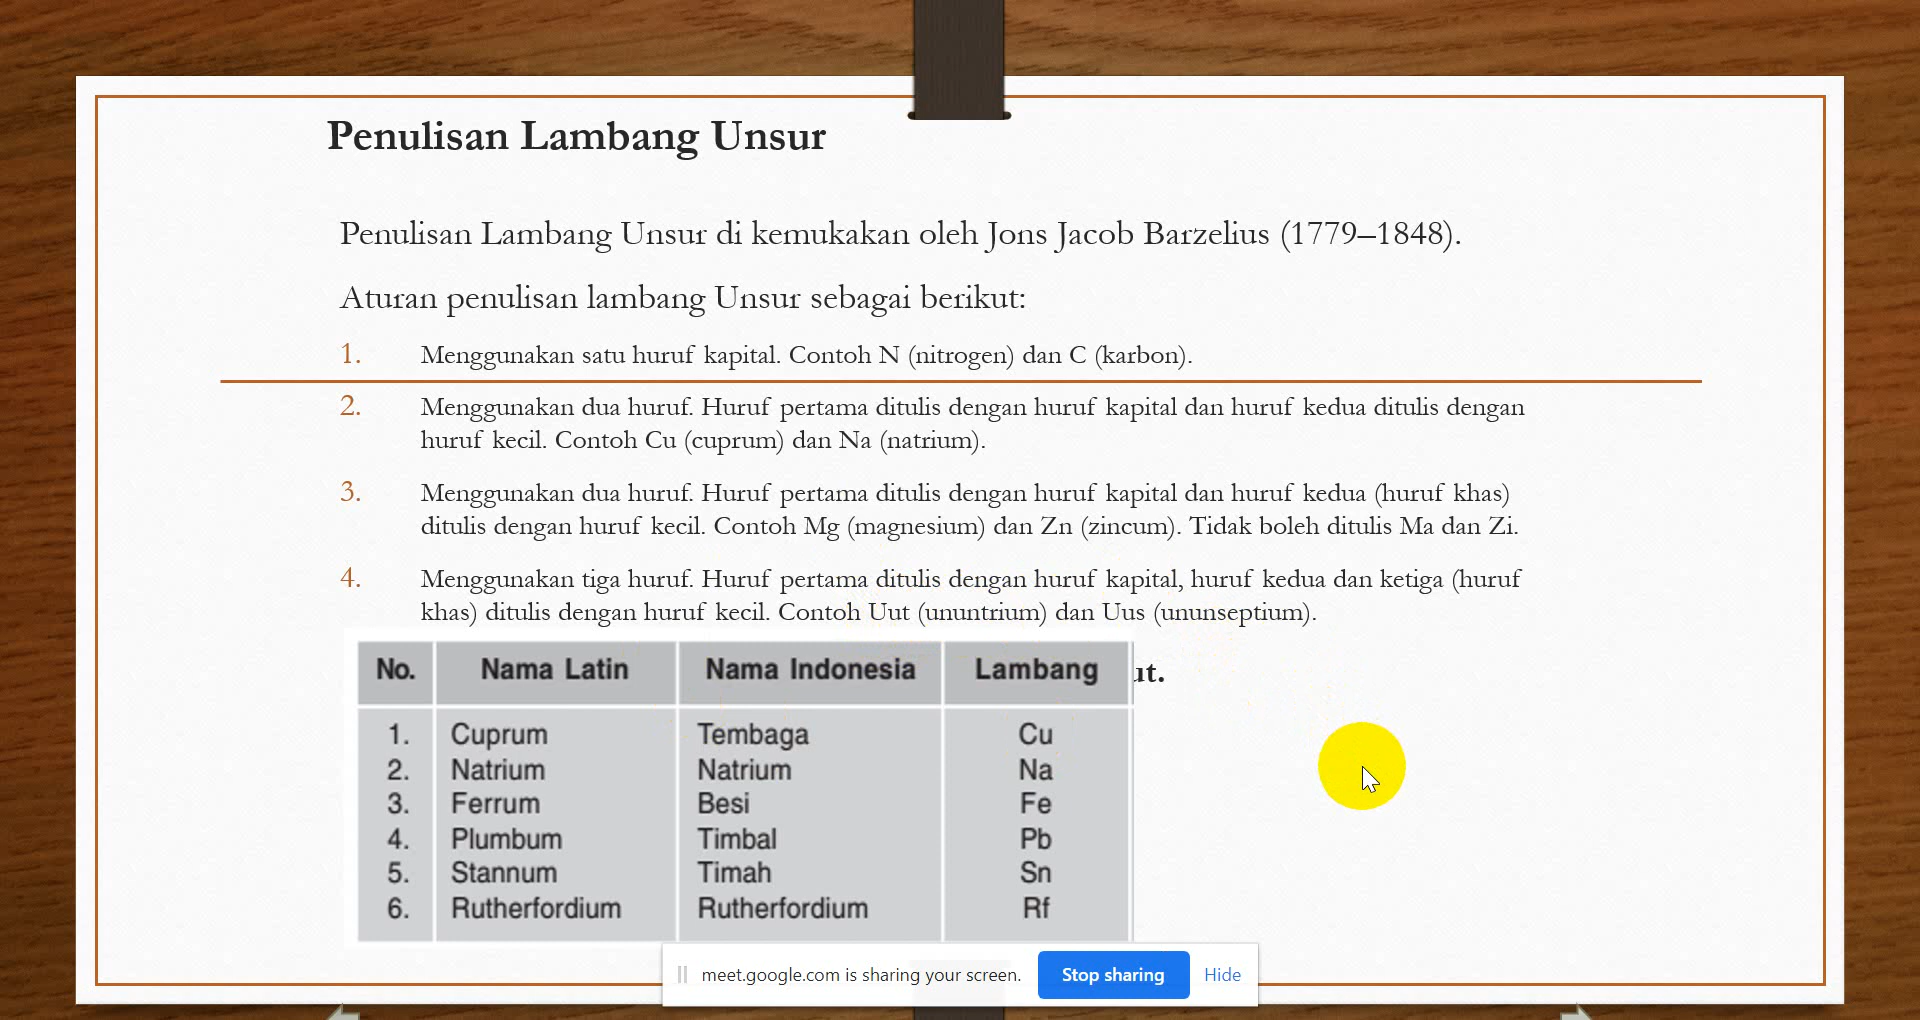 Penulisan Lambang Unsur
Penulisan Lambang Unsur di kemukakan oleh Jons Jacob Barzelius (1779–1848).
Aturan penulisan lambang Unsur sebagai berikut:
1. Menggunakan satu huruf kapital. Contoh N (nitrogen) dan C (karbon).
2. Menggunakan dua huruf. Huruf pertama ditulis dengan huruf kapital dan huruf kedua ditulis dengan
huruf kecil. Contoh Cu (cuprum) dan Na (natrium).
3. Menggunakan dua huruf. Huruf pertama ditulis dengan huruf kapital dan huruf kedua (huruf khas)
ditulis dengan huruf kecil. Contoh Mg (magnesium) dan Zn (zincum). Tidak boleh ditulis Ma dan Zi.
4. Menggunakan tiga huruf. Huruf pertama ditulis dengan huruf kapital, huruf kedua dan ketiga (huruf
khas) ditulis dengan huruf kecil. Contoh Uut (ununtrium) dan Uus (ununseptium).
No. Nama Latin Nama Indonesia Lambang
1. Cuprum Tembaga Cu
2. Natrium Natrium Na
3. Ferrum Besi Fe
4. Plumbum Timbal Pb
5. Stannum Timah Sn
6. Rutherfordium Rutherfordium Rf
meet.google.com is sharing your screen. Stop sharing Hide